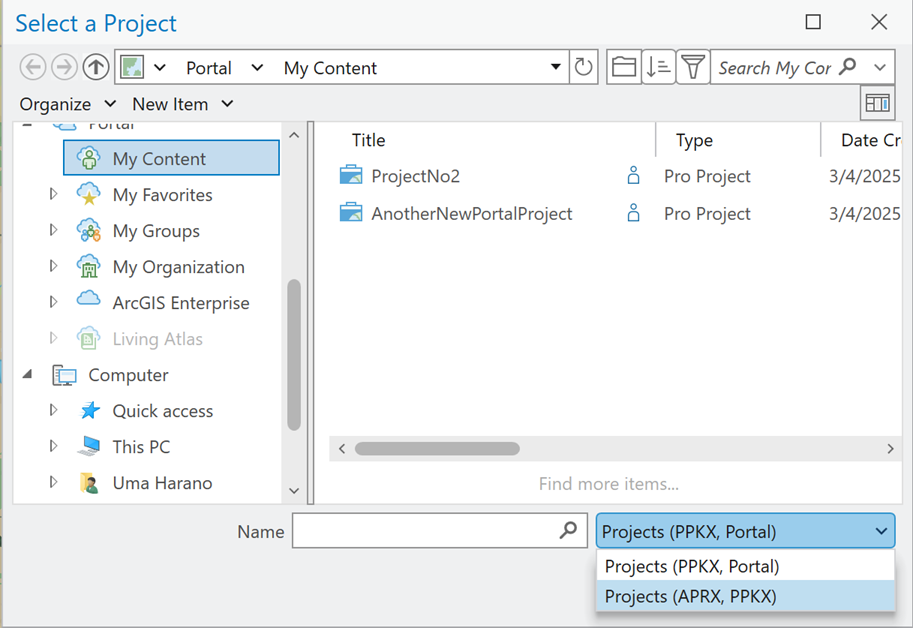 Select a Project
Portal My Content
Search My Cor
Organize New Item
Portal
My Content
My Favorites
My Groups
My Organization
ArcGIS Enterprise
Living Atlas
Computer
Quick access
This PC
Uma Harano
Title Type Date Cr
ProjectNo2 Pro Project 3/4/2025
AnotherNewPortalProject Pro Project 3/4/2025
Find more items...
Name
Projects (PPKX, Portal)
Projects (PPKX, Portal)
Projects (APRX, PPKX)